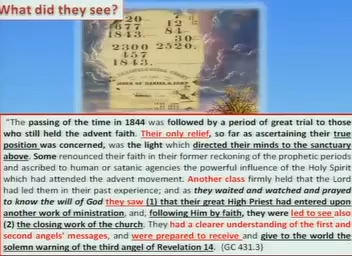 What did they see?
20
1677
1843.
12
84
30
2300
457
1843.
2520.
"The passing of the time in 1844 was followed by a period of great trial to those
who still held the advent faith. Their only relief, so far as ascertaining their true
position was concerned, was the light which directed their minds to the sanctuary
above. Some renounced their faith in their former reckoning of the prophetic periods
and ascribed to human or satanic agencies the powerful influence of the Holy Spirit
which had attended the advent movement. Another class firmly held that the Lord
had led them in their past experience; and as they waited and watched and prayed
to know the will of God they saw (1) that their great High Priest had entered upon
another work of ministration, and, following Him by faith, they were led to see also
(2) the closing work of the church. They had a clearer understanding of the first and
second angels' messages, and were prepared to receive and give to the world the
solemn warning of the third angel of Revelation 14. (GC 431.3)